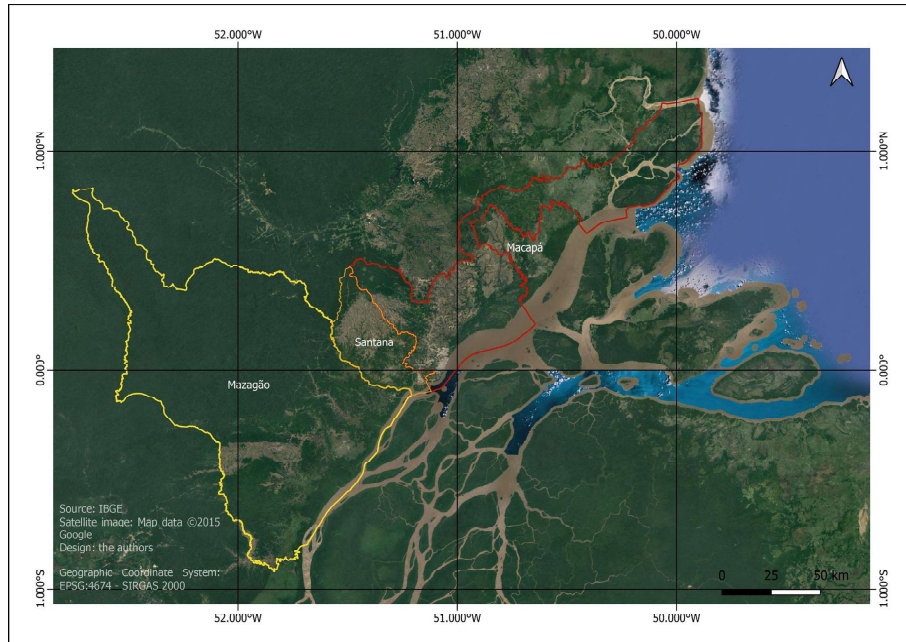 52.000°W 51.000°W 50.000°W
1.000°N 1.000°N
Macapá
Santana
0.000° 0.000°
Mazagão
Source: IBGE
Satellite image: Map data ©2015
Google
Design: the authors
Geographic Coordinate System:
EPSG:4674 - SIRGAS 2000
0 25 50 km
1.000°S 1.000°S
52.000°W 51.000°W 50.000°W